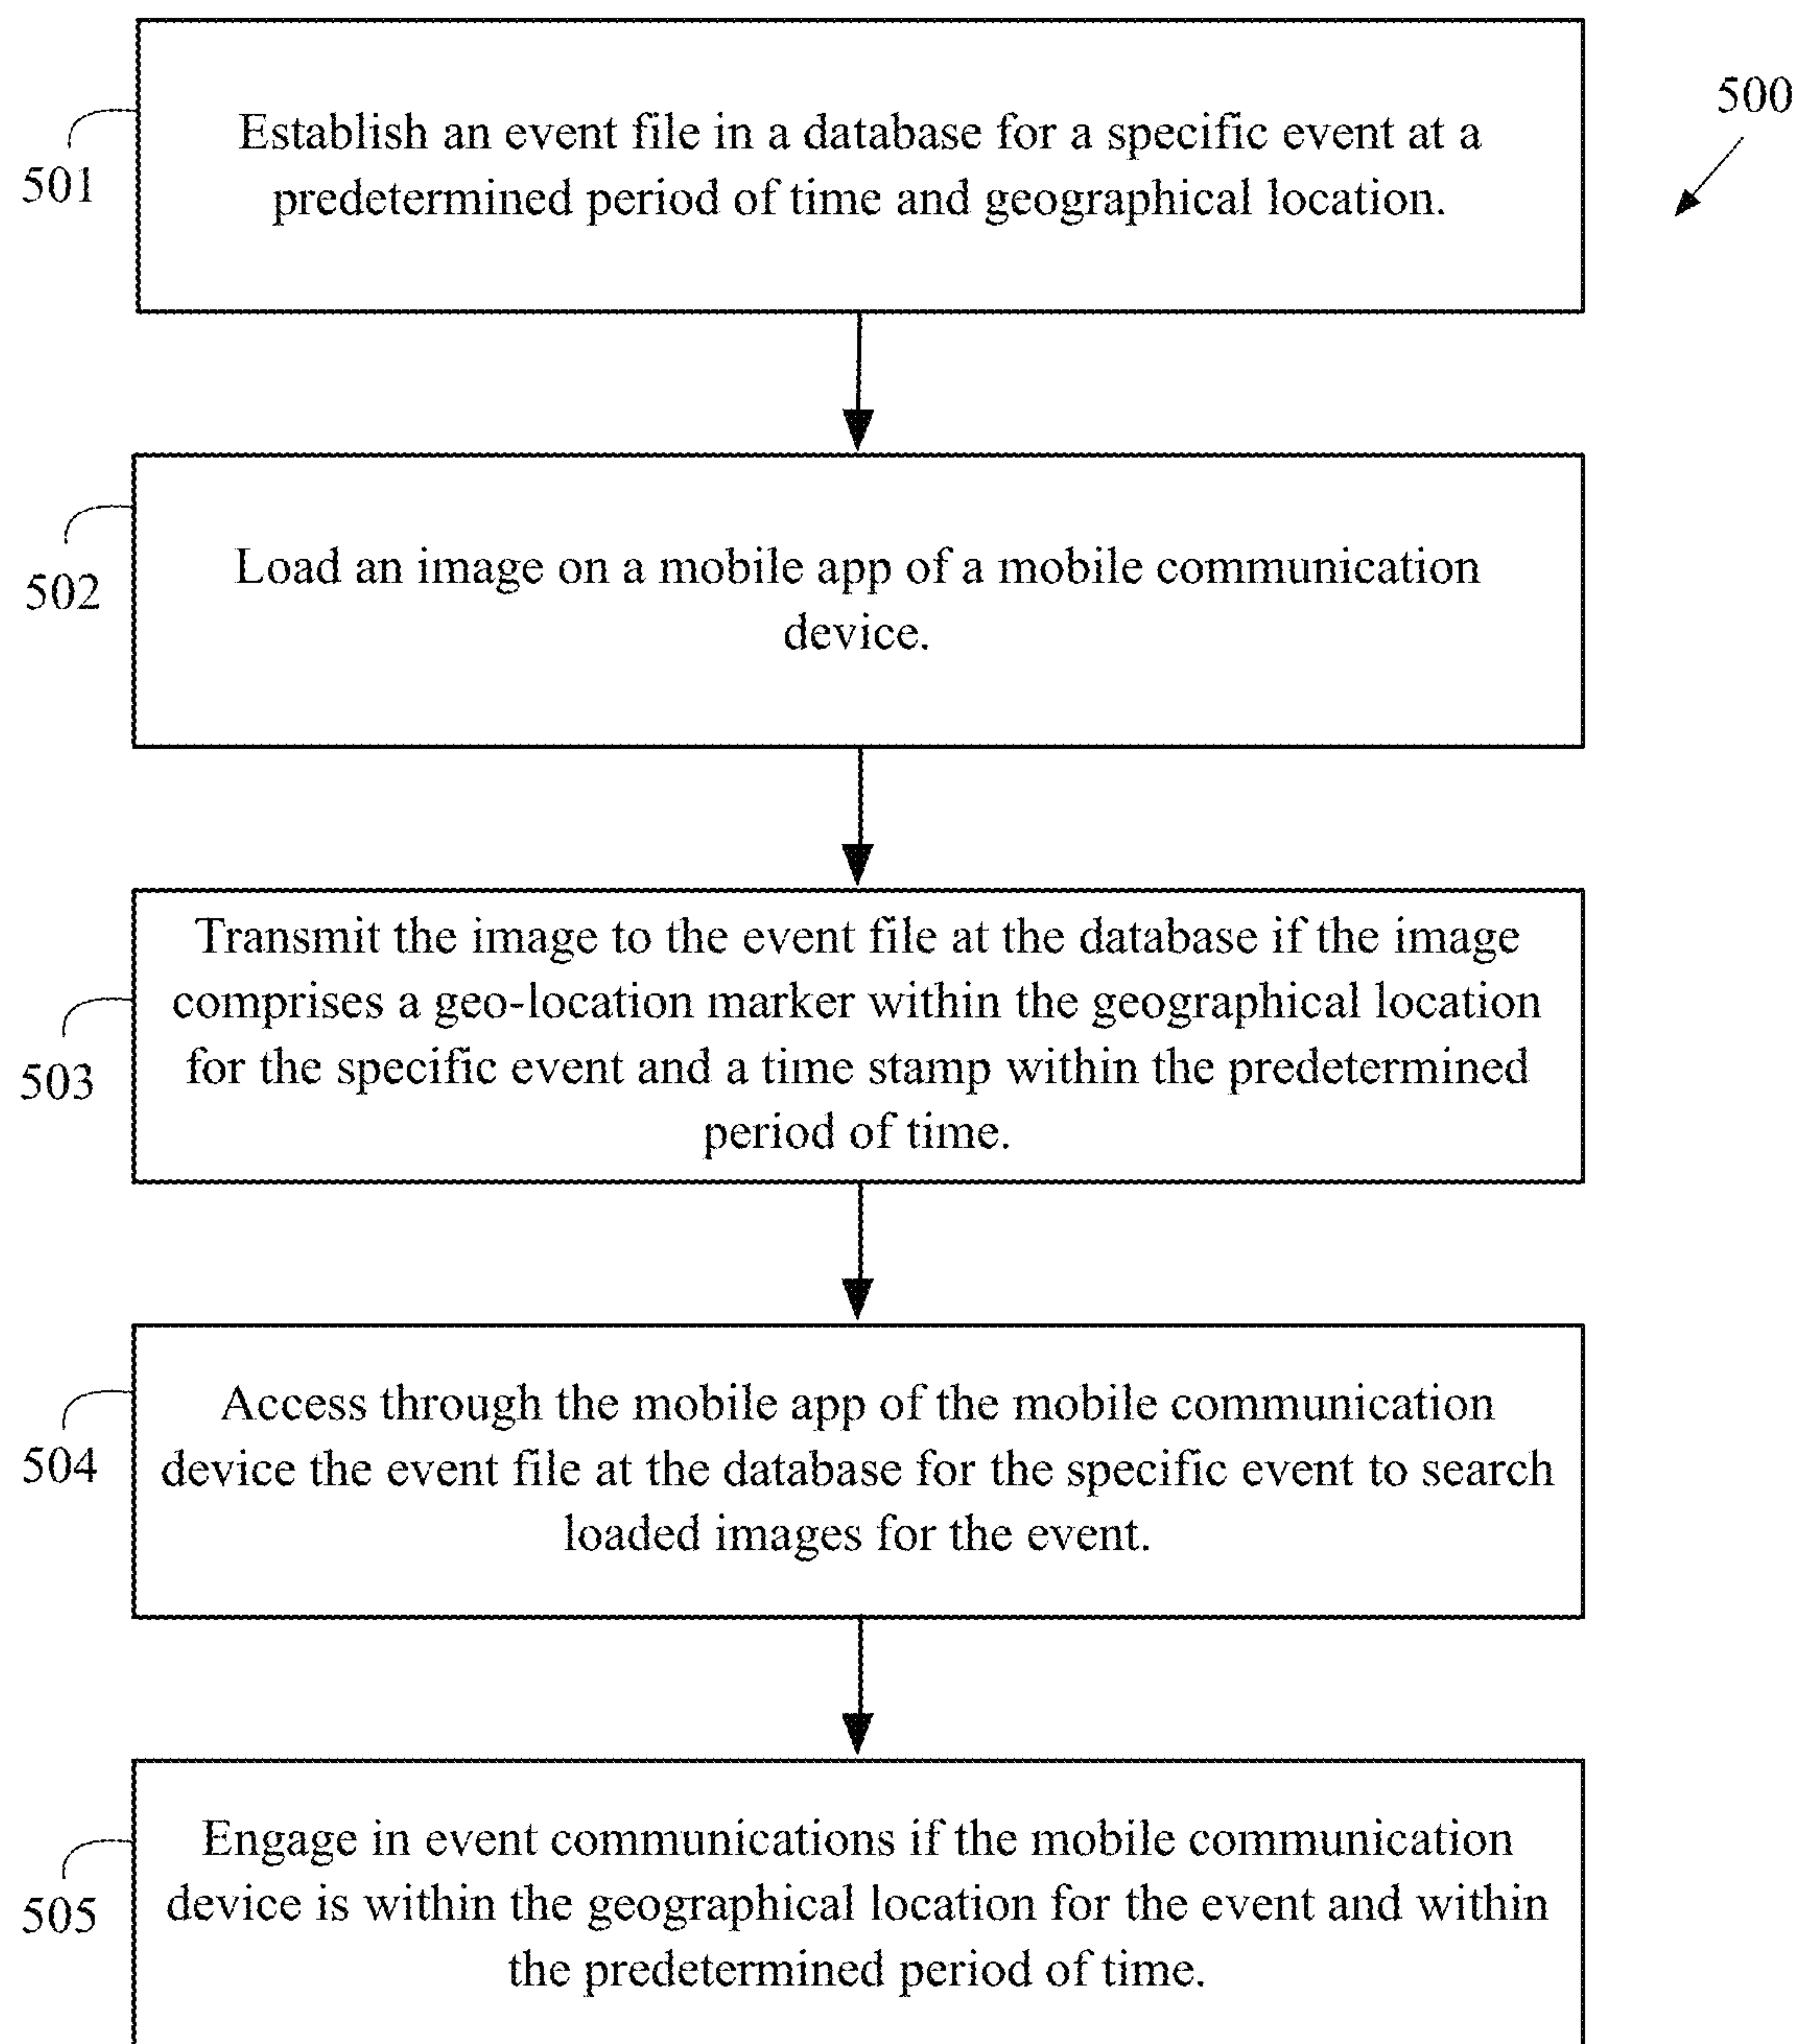 500
501
Establish an event file in a database for a specific event at a
predetermined period of time and geographical location.
502
Load an image on a mobile app of a mobile communication
device.
503
Transmit the image to the event file at the database if the image
comprises a geo-location marker within the geographical location
for the specific event and a time stamp within the predetermined
period of time.
504
Access through the mobile app of the mobile communication
device the event file at the database for the specific event to search
loaded images for the event.
505
Engage in event communications if the mobile communication
device is within the geographical location for the event and within
the predetermined period of time.